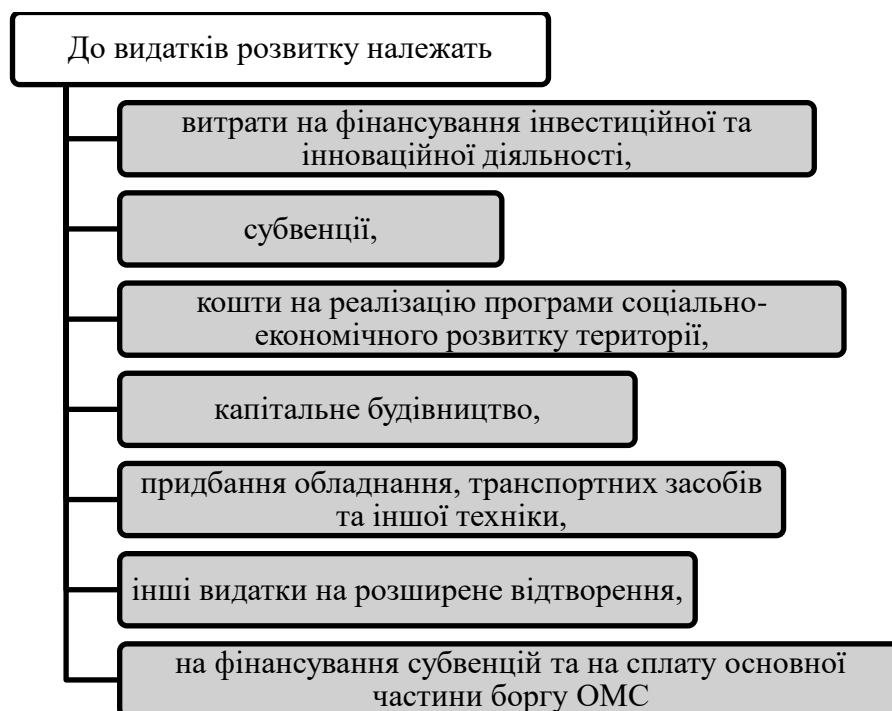 До видатків розвитку належать
витрати на фінансування інвестиційної та
інноваційної діяльності,
субвенції,
кошти на реалізацію програми соціально-
економічного розвитку території,
капітальне будівництво,
придбання обладнання, транспортних засобів
та іншої техніки,
інші видатки на розширене відтворення,
на фінансування субвенцій та на сплату основної
частини боргу ОМС